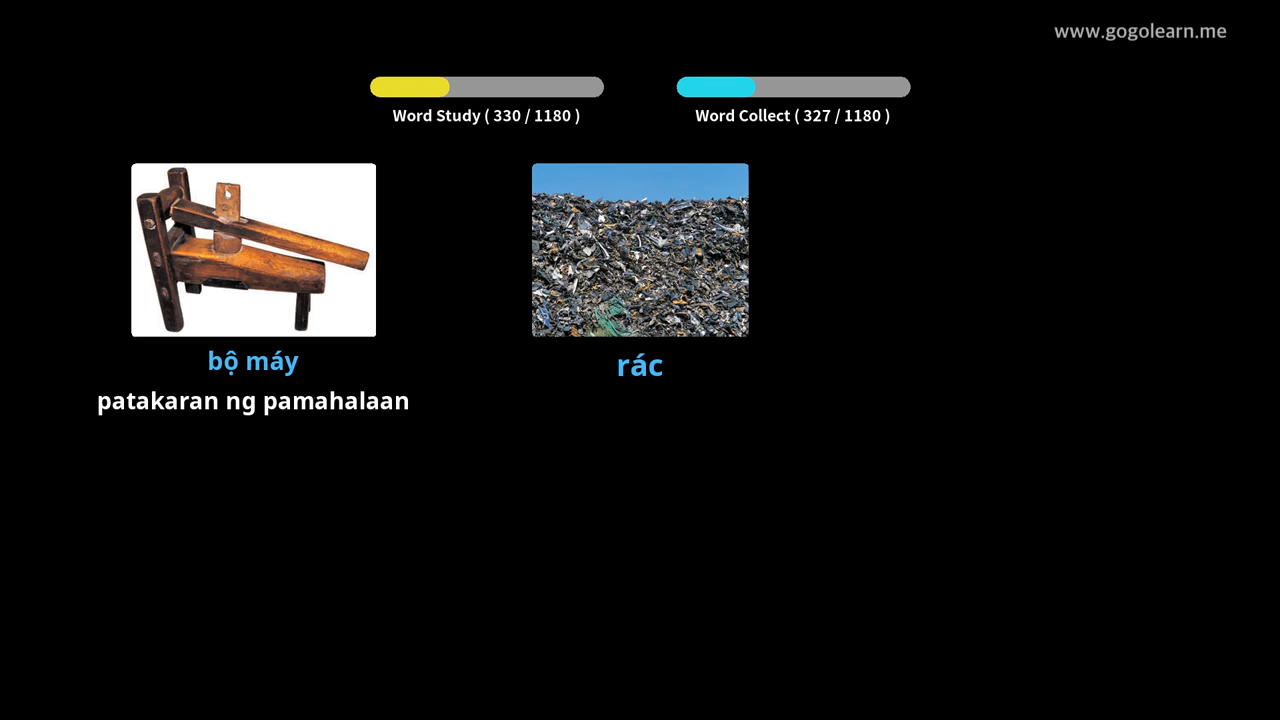 www.gogolearn.me
Word Study ( 330 / 1180 )
Word Collect ( 327 / 1180 )
bộ máy
patakaran ng pamahalaan
rác